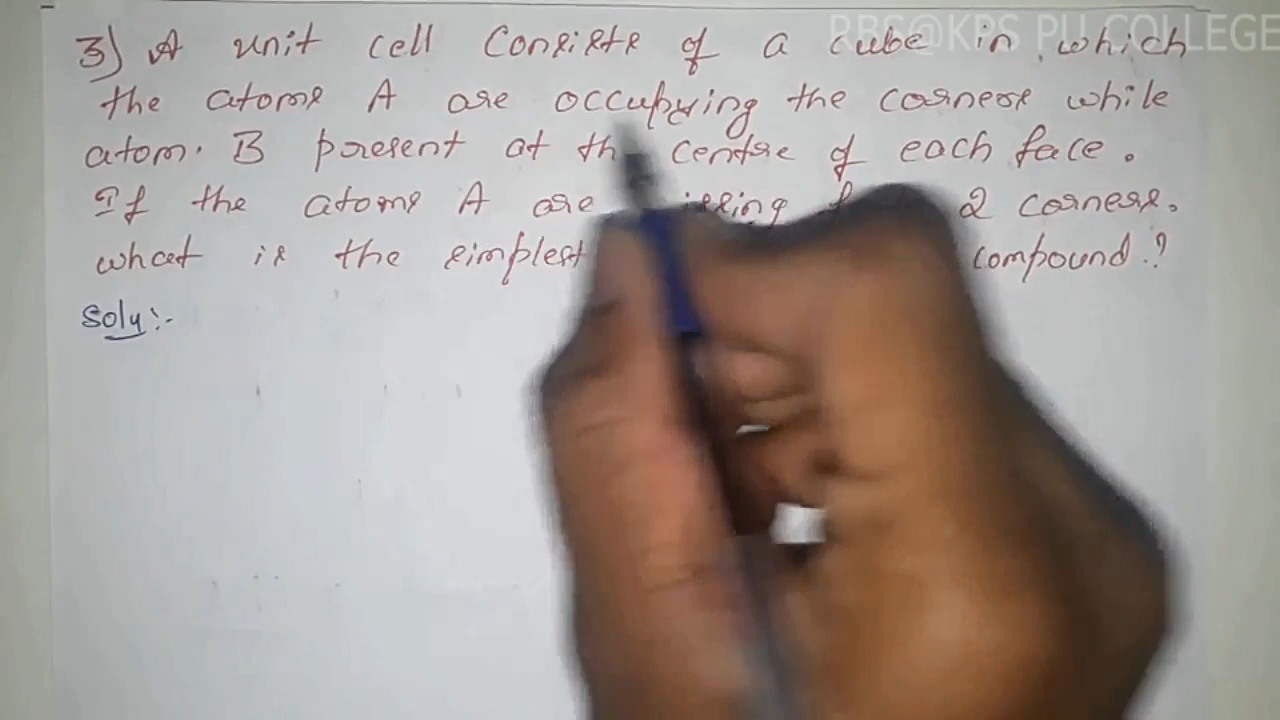 RBS@KPS PU COLLEGE
3) A unit cell Consists of a cube in which
the atoms A are occupying the corners while
atom. B present at th centre of each face.
If the atoms A are 2 corners.
what is the simplest compound.?
Soln:-